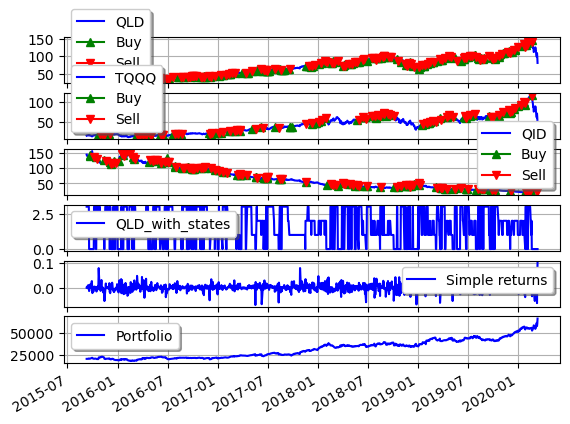 QLD
Buy
Sell
150
100
50
TQQQ
Buy
Sell
100
50
QID
Buy
Sell
150
100
50
QLD_with_states
2.5
0.0
Simple returns
0.1
0.0
Portfolio
50000
25000
2015-07 2016-01 2016-07 2017-01 2017-07 2018-01 2018-07 2019-01 2019-07 2020-01